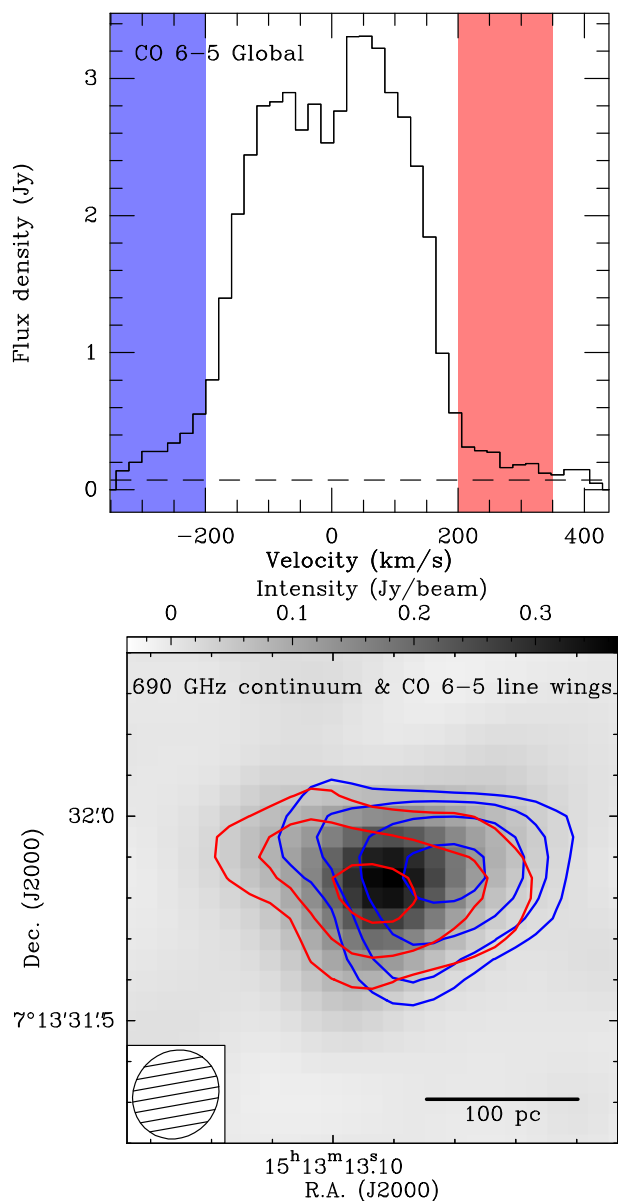 CO 6−5 Global
3
2
1
0
Flux density (Jy)
−200 0 200 400
Velocity (km/s)
Intensity (Jy/beam)
0 0.1 0.2 0.3
690 GHz continuum & CO 6−5 line wings
32′.0
7°13′31.5
Dec. (J2000)
100 pc
15ʰ13ᵐ13ˢ.10
R.A. (J2000)